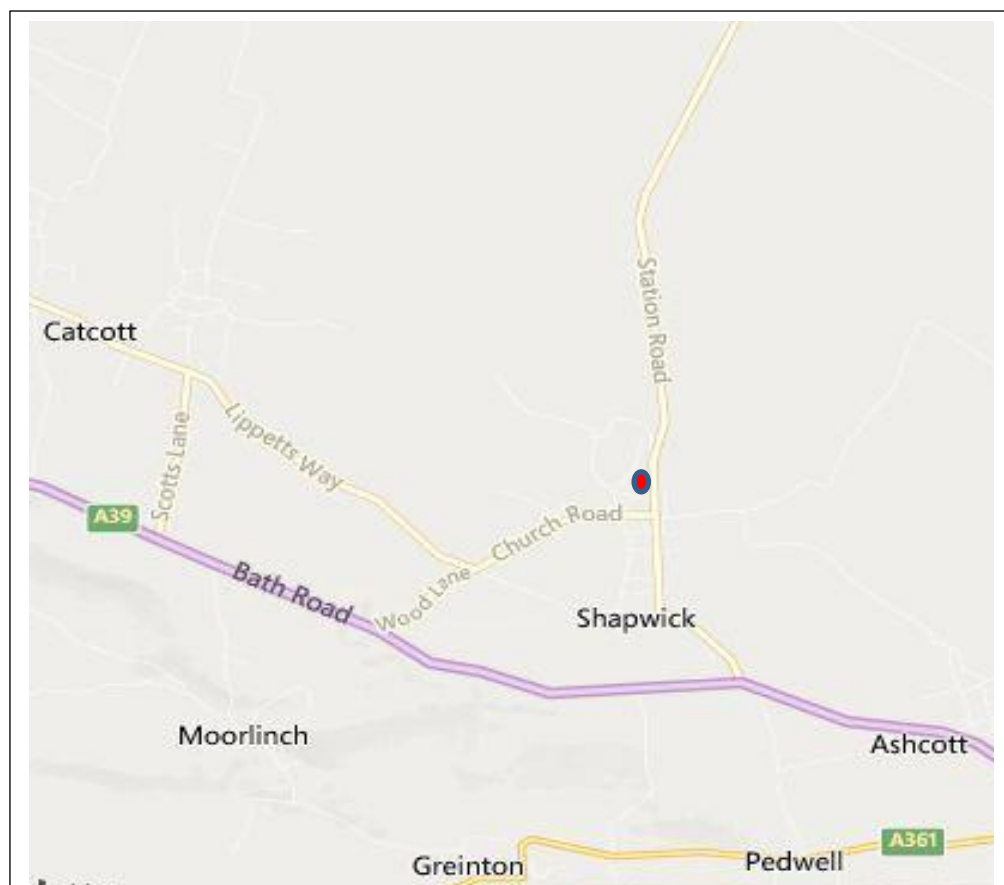 Station Road
Catcott
Lippetts Way
Scotts Lane
A39
Church Road
Bath Road
Wood Lane
Shapwick
Moorlinch
Ashcott
A361
Greinton
Pedwell